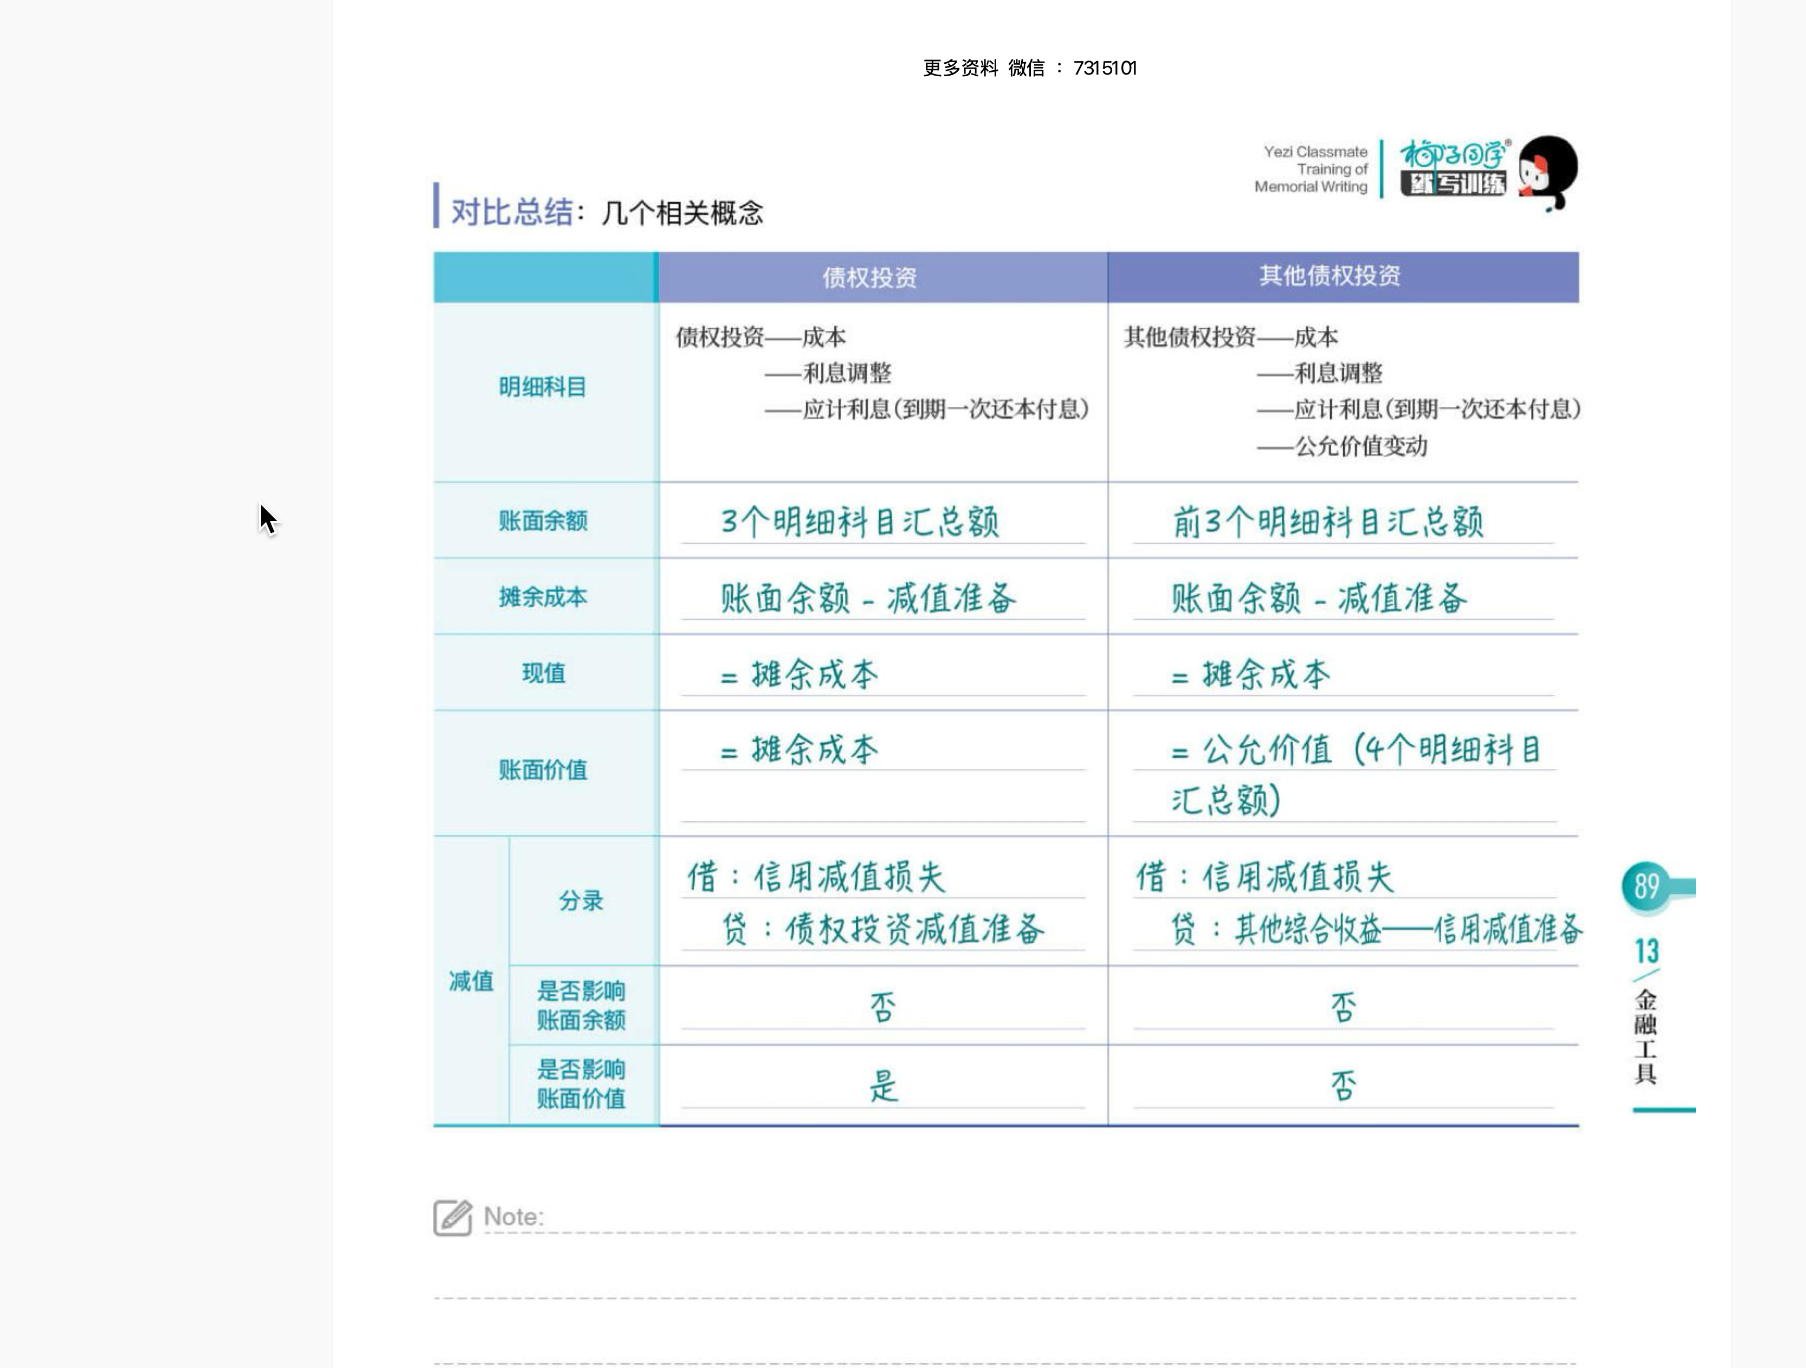 更多资料 微信 : 7315101
Yezi Classmate
Training of
Memorial Writing
椰子同学®
默写训练
对比总结：几个相关概念
债权投资
其他债权投资
明细科目
债权投资——成本
——利息调整
——应计利息(到期一次还本付息)
其他债权投资——成本
——利息调整
——应计利息(到期一次还本付息)
——公允价值变动
账面余额
3个明细科目汇总额
前3个明细科目汇总额
摊余成本
账面余额 - 减值准备
账面余额 - 减值准备
现值
= 摊余成本
= 摊余成本
账面价值
= 摊余成本
= 公允价值 (4个明细科目
汇总额)
减值
分录
借：信用减值损失
贷：债权投资减值准备
借：信用减值损失
贷：其他综合收益——信用减值准备
是否影响
账面余额
否
否
是否影响
账面价值
是
否
89
13
金融工具
Note: